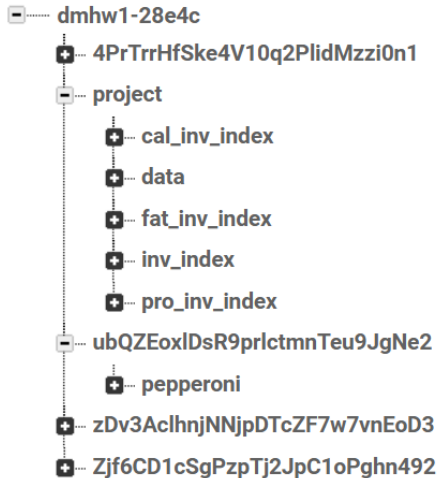 dmhw1-28e4c
4PrTrrHfSke4V10q2PlidMzzi0n1
project
cal_inv_index
data
fat_inv_index
inv_index
pro_inv_index
ubQZEoxlDsR9prlctmnTeu9JgNe2
pepperoni
zDv3AclhnjNNjpDTcZF7w7vnEoD3
Zjf6CD1cSgPzpTj2JpC1oPghn492